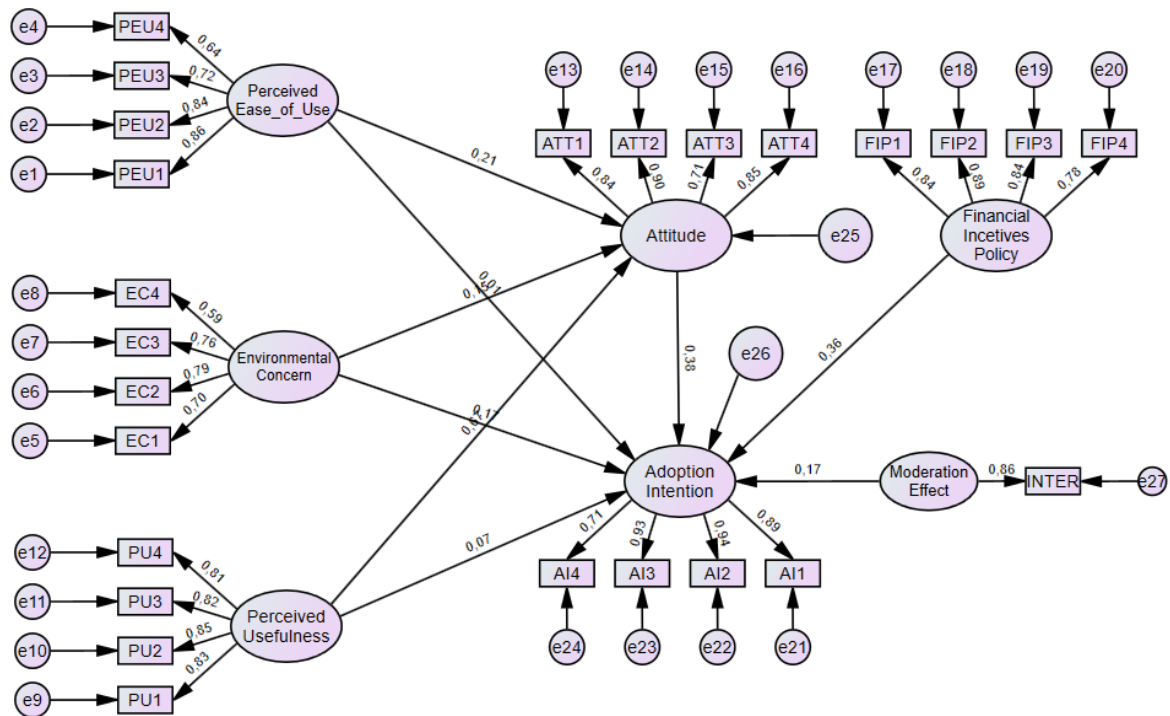 e4
PEU4
0,64
e3
PEU3
0,72
e2
PEU2
0,84
e1
PEU1
0,86
Perceived
Ease_of_Use
e13
e14
e15
e16
ATT1
ATT2
ATT3
ATT4
0,84
0,90
0,71
0,85
Attitude
e25
e17
e18
e19
e20
FIP1
FIP2
FIP3
FIP4
0,84
0,89
0,84
0,78
Financial
Incetives
Policy
0,21
0,01
e8
EC4
0,59
e7
EC3
0,76
e6
EC2
0,79
e5
EC1
0,70
Environmental
Concern
0,17
0,38
e26
0,36
Adoption
Intention
0,17
Moderation
Effect
0,86
INTER
e27
e12
PU4
0,81
e11
PU3
0,82
e10
PU2
0,85
e9
PU1
0,83
Perceived
Usefulness
0,07
0,71
0,93
0,94
0,89
AI4
AI3
AI2
AI1
e24
e23
e22
e21